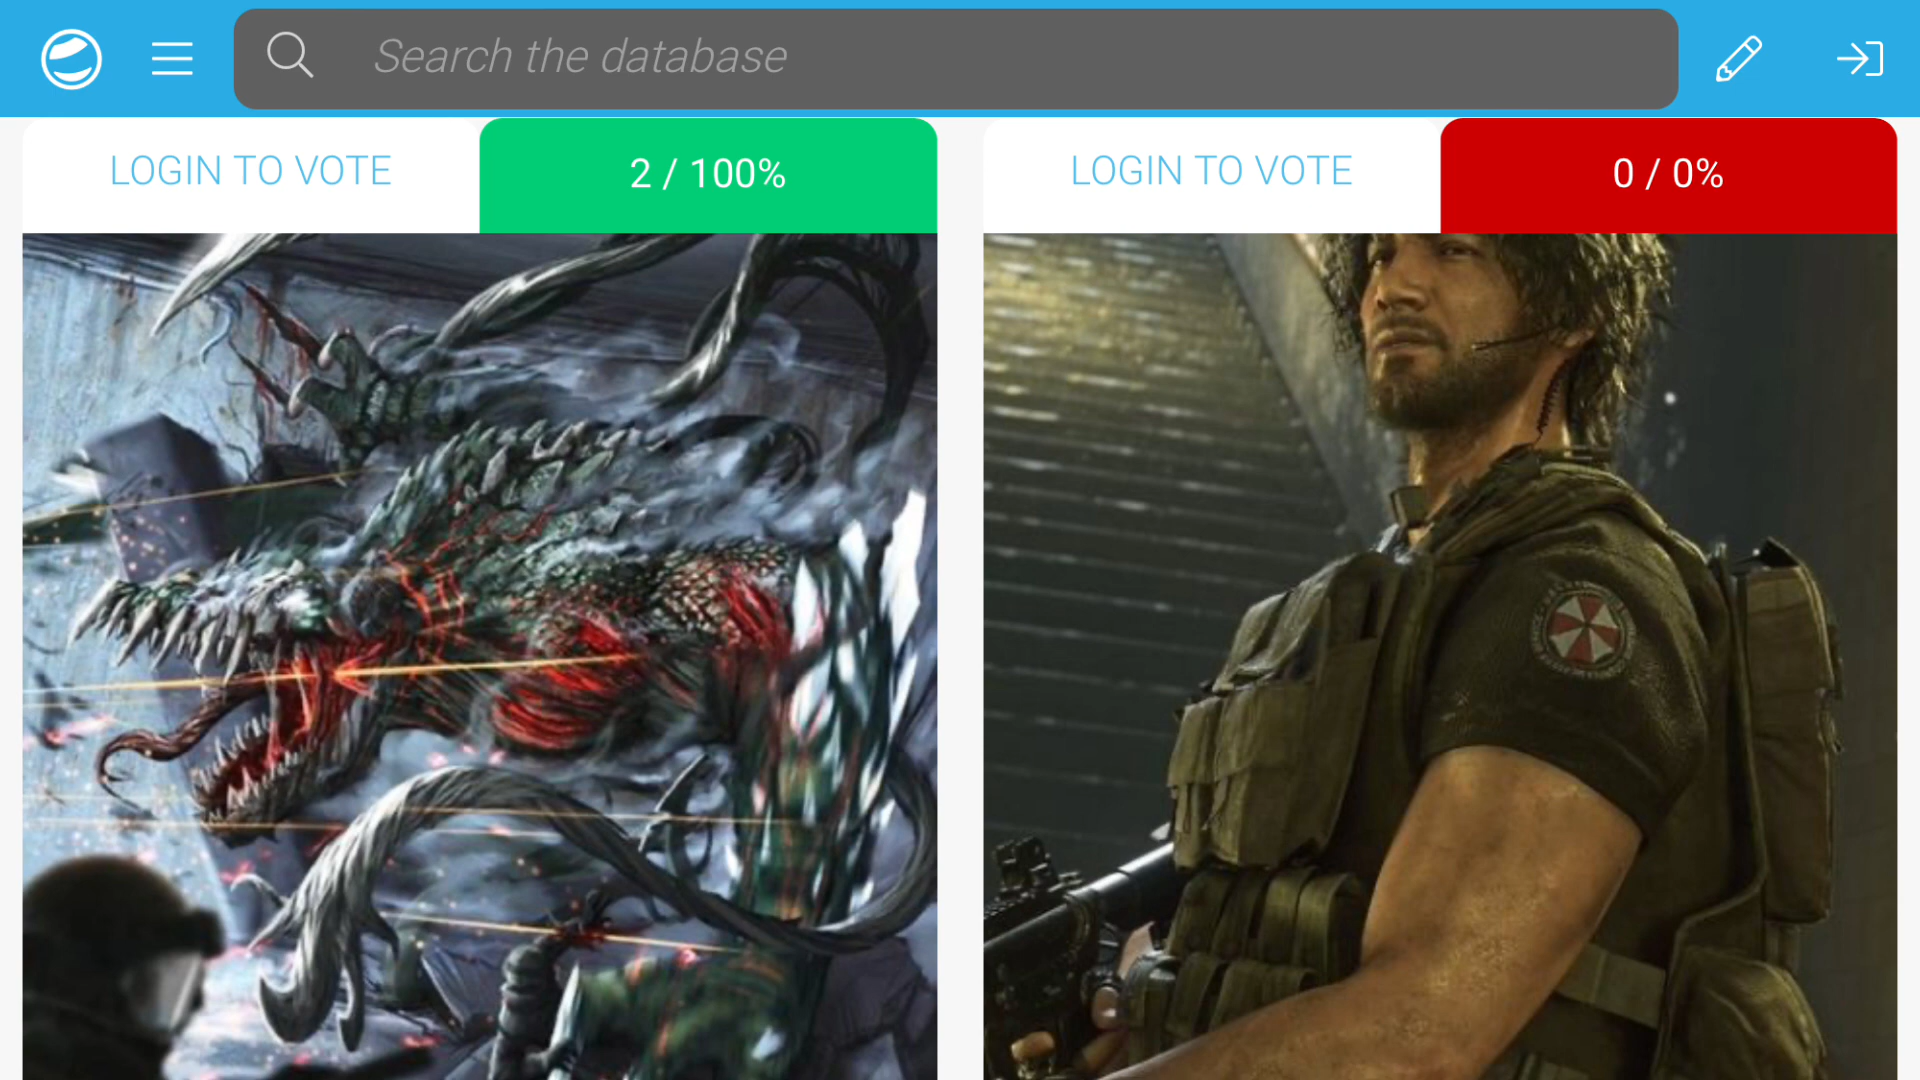 Search the database
LOGIN TO VOTE
2 / 100%
LOGIN TO VOTE
0 / 0%